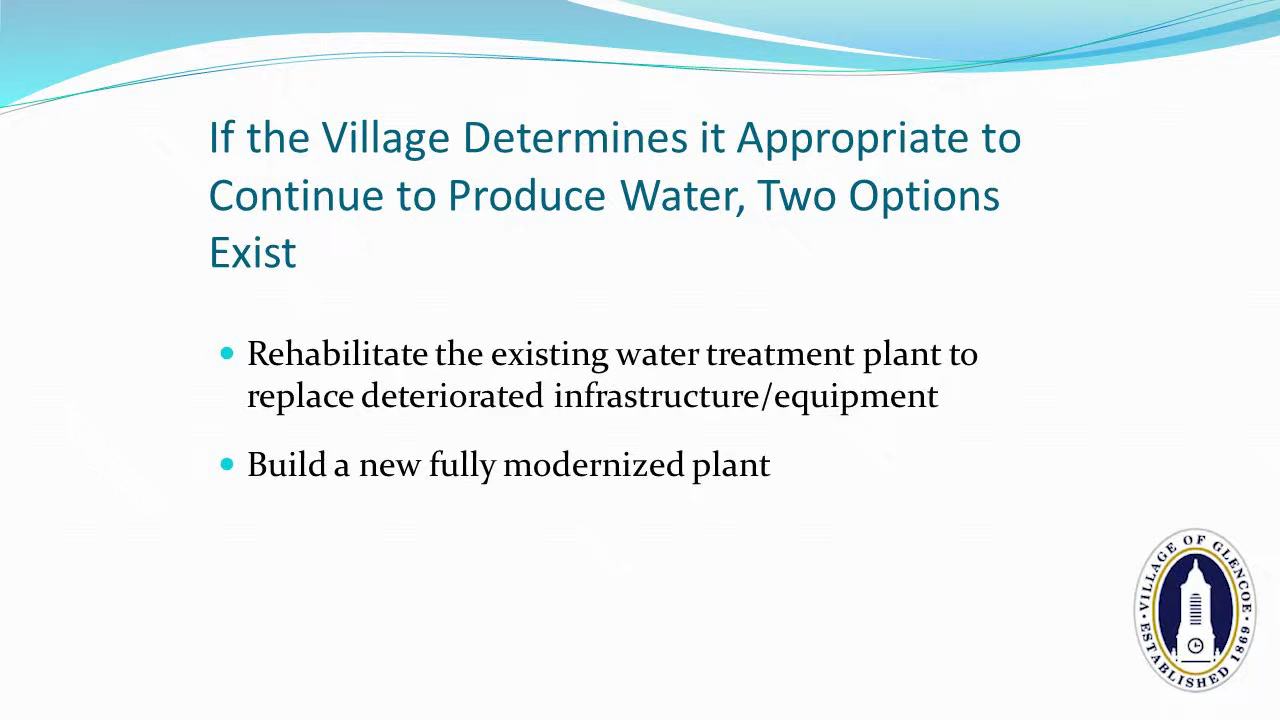 If the Village Determines it Appropriate to
Continue to Produce Water, Two Options
Exist
• Rehabilitate the existing water treatment plant to
replace deteriorated infrastructure/equipment
• Build a new fully modernized plant
VILLAGE OF GLENCOE
• ESTABLISHED 1869 •